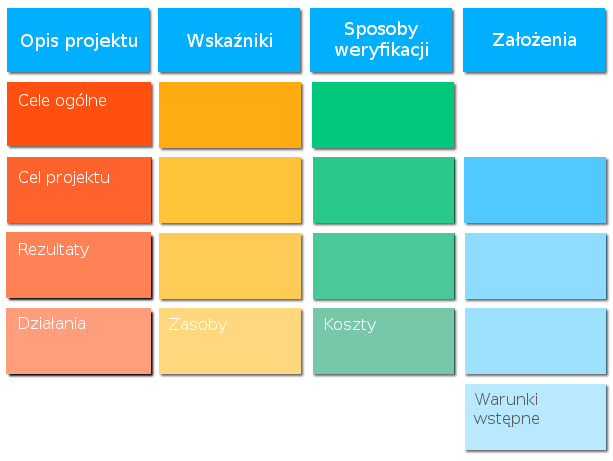 Opis projektu
Wskaźniki
Sposoby
weryfikacji
Założenia
Cele ogólne
Cel projektu
Rezultaty
Działania
Zasoby
Koszty
Warunki
wstępne